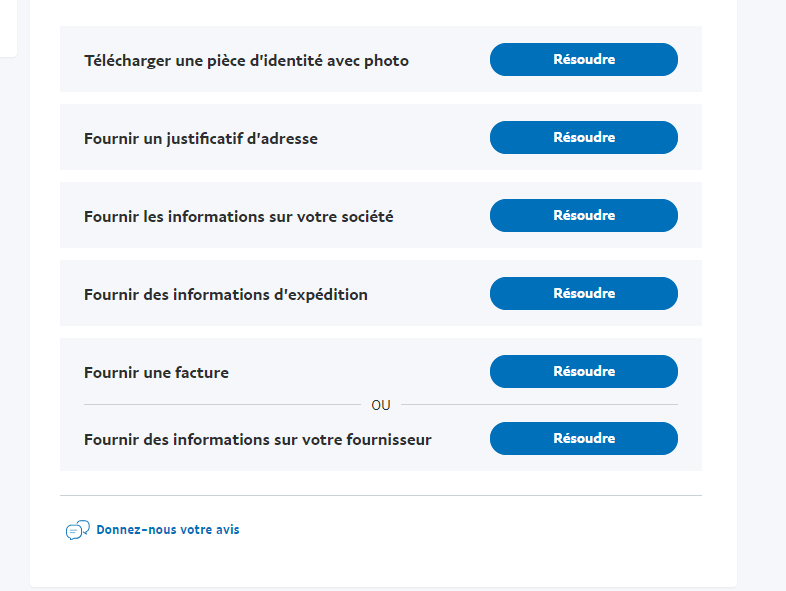 Télécharger une pièce d'identité avec photo
Résoudre
Fournir un justificatif d'adresse
Résoudre
Fournir les informations sur votre société
Résoudre
Fournir des informations d'expédition
Résoudre
Fournir une facture
Résoudre
OU
Fournir des informations sur votre fournisseur
Résoudre
Donnez-nous votre avis